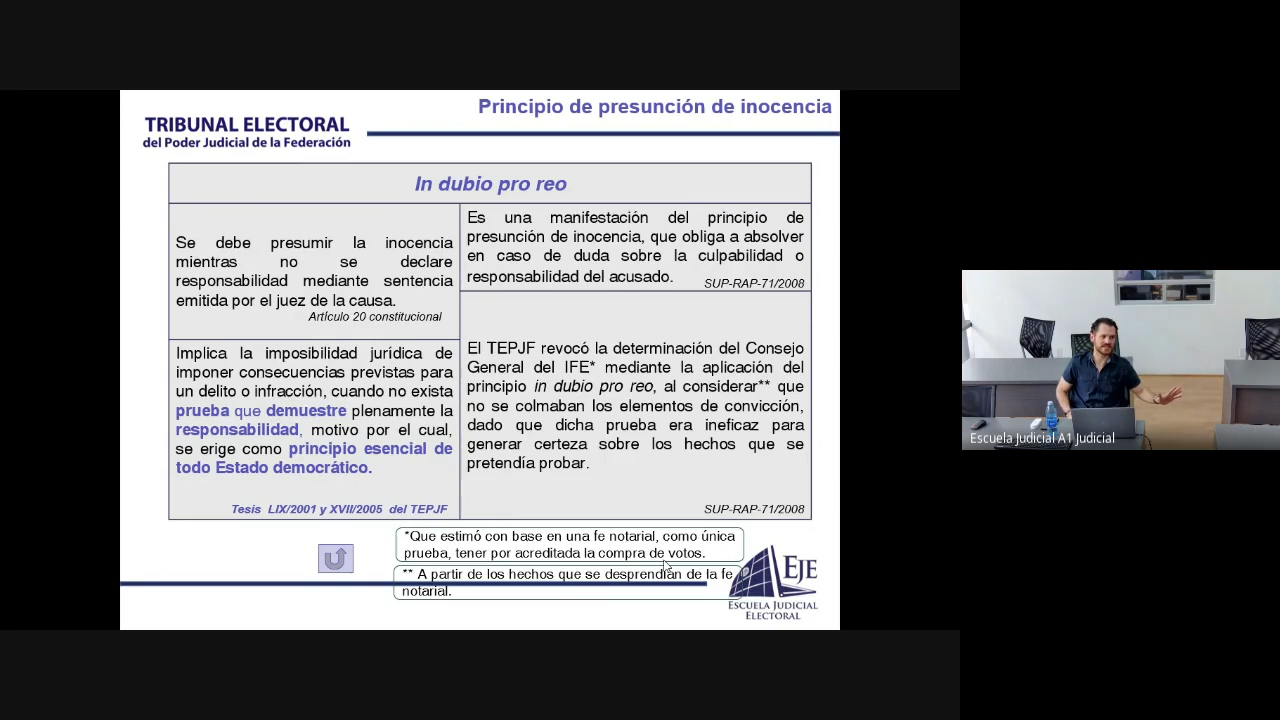 Principio de presunción de inocencia
TRIBUNAL ELECTORAL
del Poder Judicial de la Federación
In dubio pro reo
Se debe presumir la inocencia
mientras no se declare
responsabilidad mediante sentencia
emitida por el juez de la causa.
Artículo 20 constitucional
Implica la imposibilidad jurídica de
imponer consecuencias previstas para
un delito o infracción, cuando no exista
prueba que demuestre plenamente la
responsabilidad, motivo por el cual,
se erige como principio esencial de
todo Estado democrático.
Tesis LIX/2001 y XVII/2005 del TEPJF
Es una manifestación del principio de
presunción de inocencia, que obliga a absolver
en caso de duda sobre la culpabilidad o
responsabilidad del acusado.
SUP-RAP-71/2008
El TEPJF revocó la determinación del Consejo
General del IFE* mediante la aplicación del
principio in dubio pro reo, al considerar** que
no se colmaban los elementos de convicción,
dado que dicha prueba era ineficaz para
generar certeza sobre los hechos que se
pretendía probar.
SUP-RAP-71/2008
*Que estimó con base en una fe notarial, como única
prueba, tener por acreditada la compra de votos.
** A partir de los hechos que se desprendían de la fe
notarial.
EJE
ESCUELA JUDICIAL
ELECTORAL
Escuela Judicial A1 Judicial